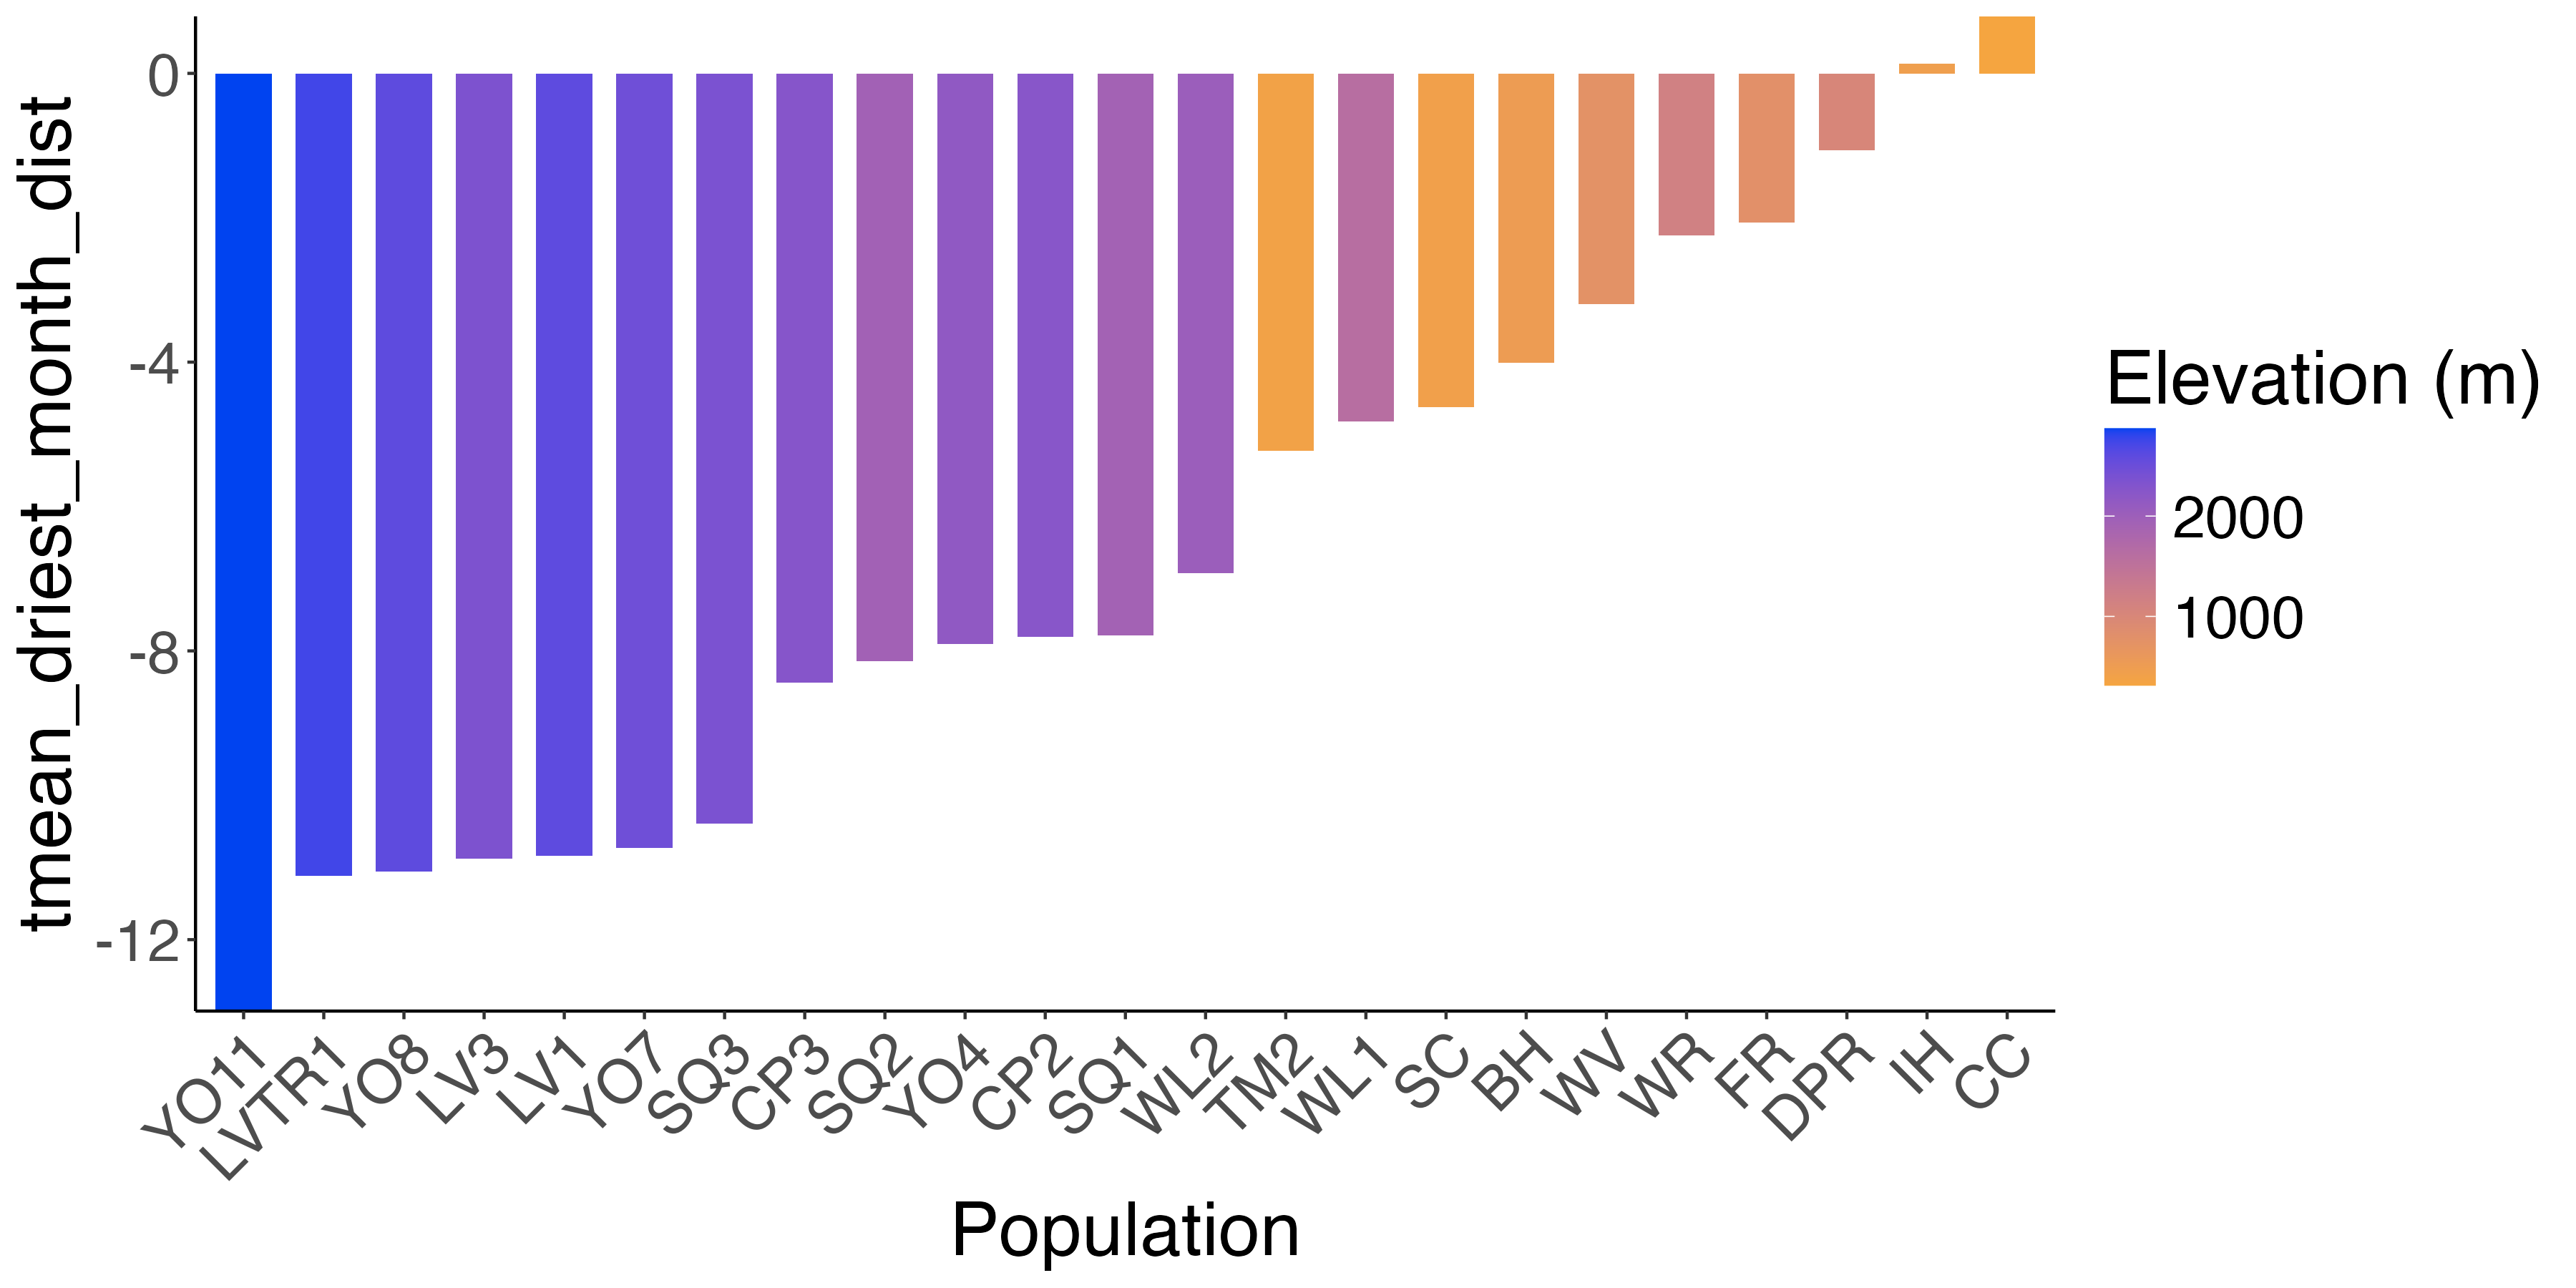 tmean_driest_month_dist
0
-4
-8
-12
YO11
LVTR1
YO8
LV3
LV1
YO7
SQ3
CP3
SQ2
YO4
CP2
SQ1
WL2
TM2
WL1
SC
BH
WV
WR
FR
DPR
IH
CC
Population
Elevation (m)
2000
1000